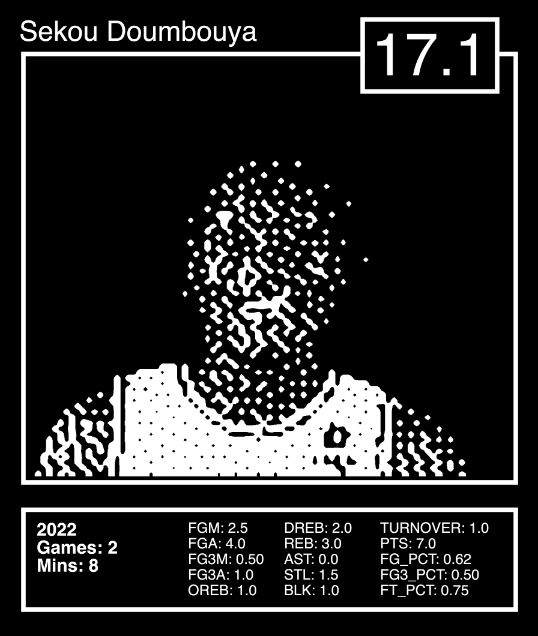 Sekou Doumbouya
17.1
2022
Games: 2
Mins: 8
FGM: 2.5
FGA: 4.0
FG3M: 0.50
FG3A: 1.0
OREB: 1.0
DREB: 2.0
REB: 3.0
AST: 0.0
STL: 1.5
BLK: 1.0
TURNOVER: 1.0
PTS: 7.0
FG_PCT: 0.62
FG3_PCT: 0.50
FT_PCT: 0.75